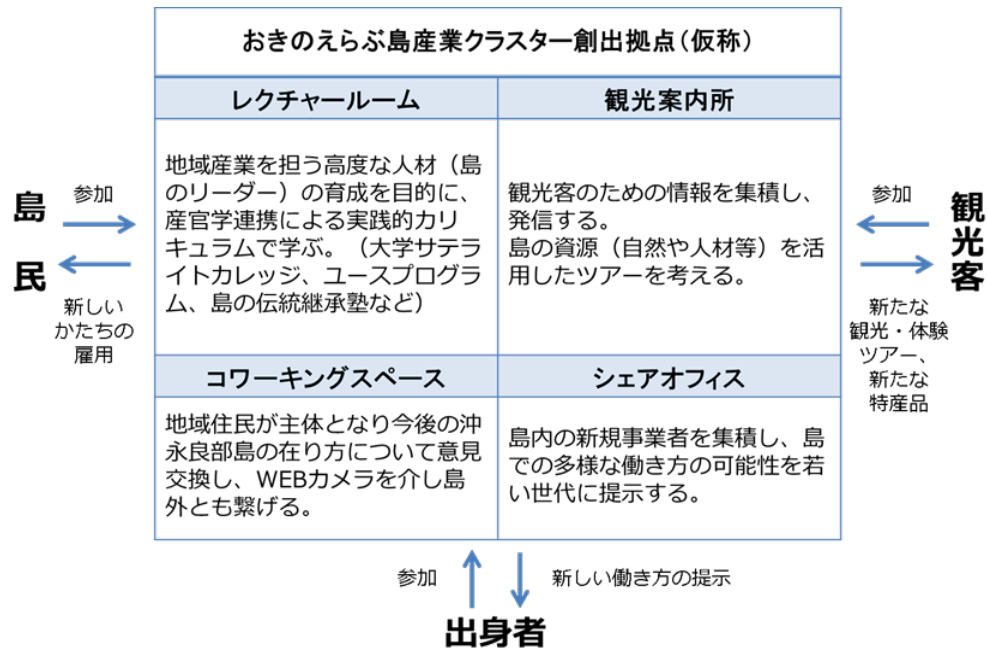 おきのえらぶ島産業クラスター創出拠点（仮称）
レクチャールーム
観光案内所
地域産業を担う高度な人材（島
のリーダー）の育成を目的に、
産官学連携による実践的カリ
キュラムで学ぶ。（大学サテラ
イトカレッジ、ユースプログラ
ム、島の伝統継承塾など）
観光客のための情報を集積し、
発信する。
島の資源（自然や人材等）を活
用したツアーを考える。
コワーキングスペース
シェアオフィス
地域住民が主体となり今後の沖
永良部島の在り方について意見
交換し、WEBカメラを介し島
外とも繋げる。
島内の新規事業者を集積し、島
での多様な働き方の可能性を若
い世代に提示する。
島民
参加
新しい
かたちの
雇用
観光客
参加
新たな
観光・体験
ツアー、
新たな
特産品
参加
新しい働き方の提示
出身者